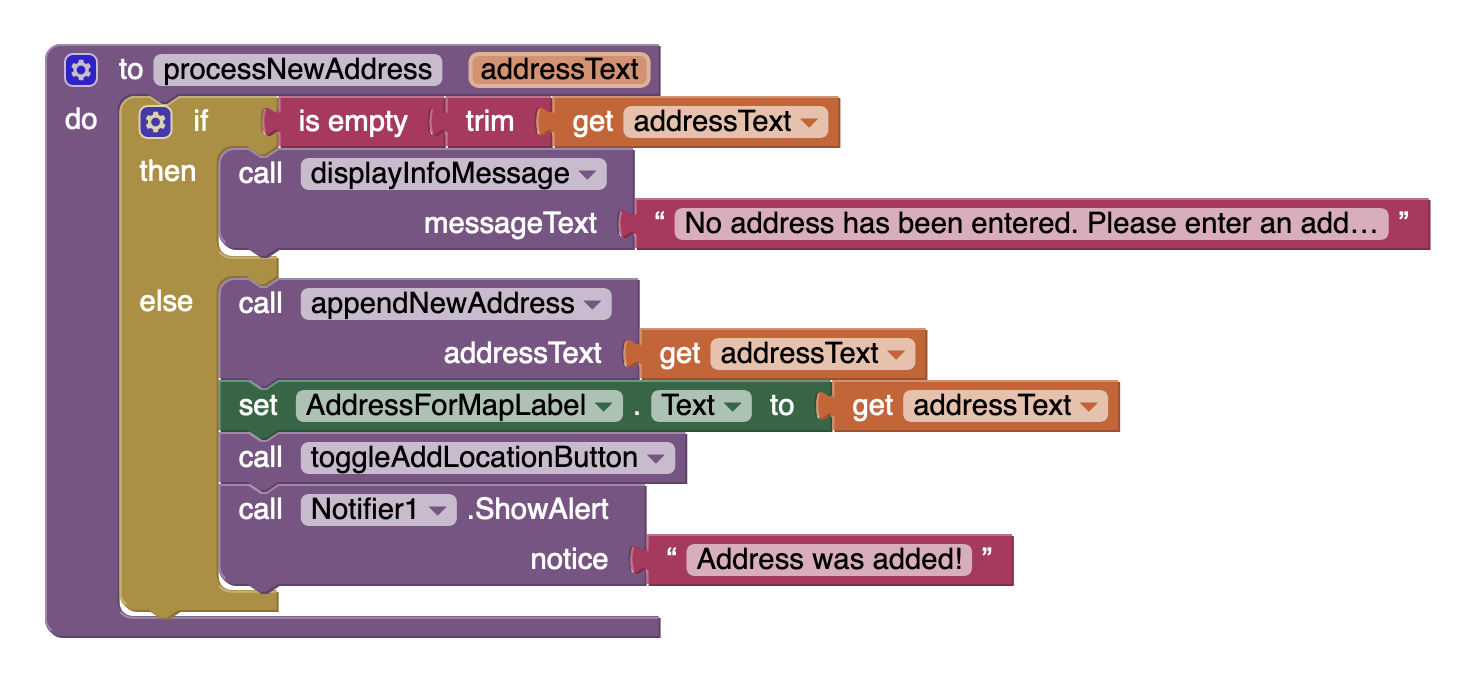 to processNewAddress addressText
do if is empty trim get addressText
then call displayInfoMessage
messageText “ No address has been entered. Please enter an add... ”
else call appendNewAddress
addressText get addressText
set AddressForMapLabel . Text to get addressText
call toggleAddLocationButton
call Notifier1 .ShowAlert
notice “ Address was added! ”